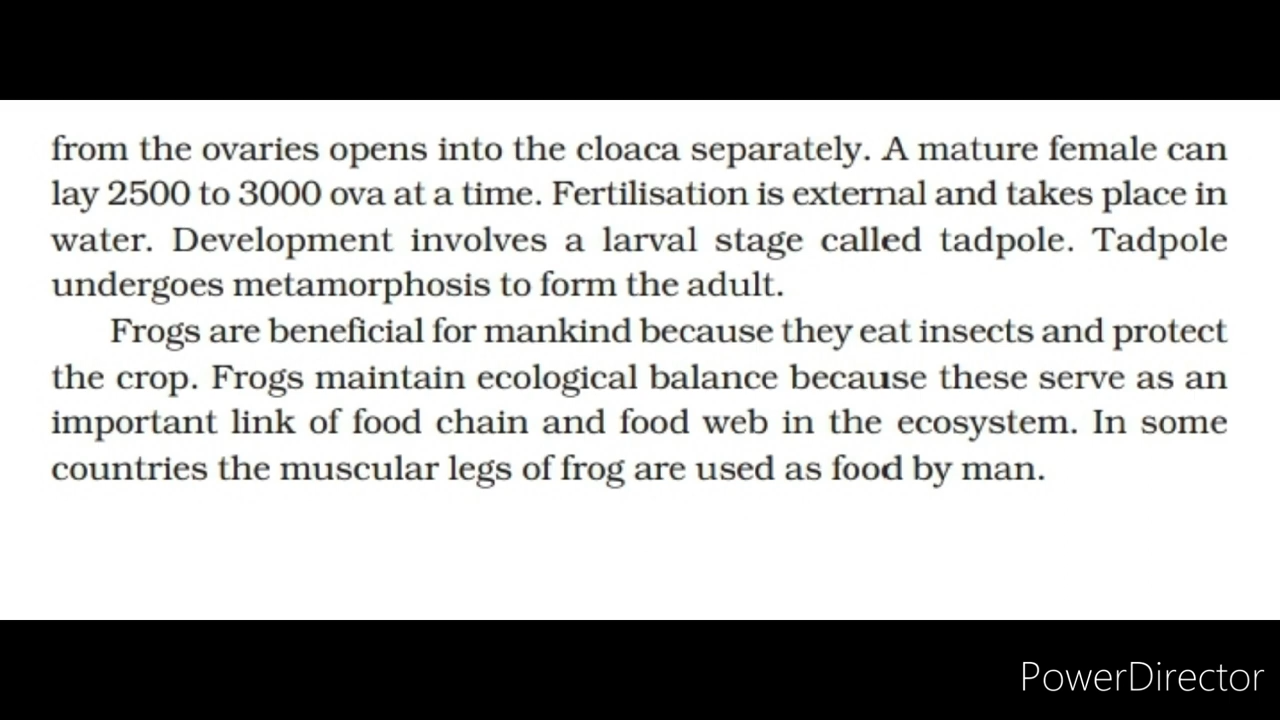 from the ovaries opens into the cloaca separately. A mature female can
lay 2500 to 3000 ova at a time. Fertilisation is external and takes place in
water. Development involves a larval stage called tadpole. Tadpole
undergoes metamorphosis to form the adult.
Frogs are beneficial for mankind because they eat insects and protect
the crop. Frogs maintain ecological balance because these serve as an
important link of food chain and food web in the ecosystem. In some
countries the muscular legs of frog are used as food by man.
PowerDirector